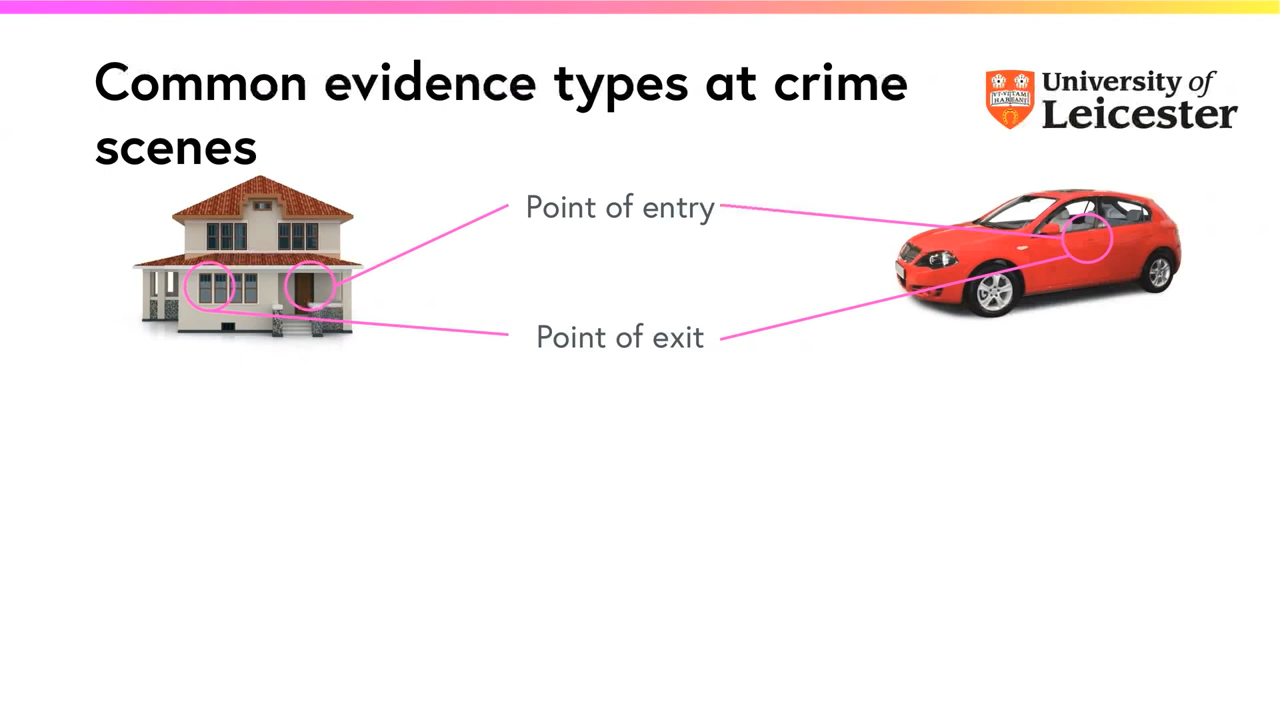 Common evidence types at crime
scenes
University of
Leicester
Point of entry
Point of exit